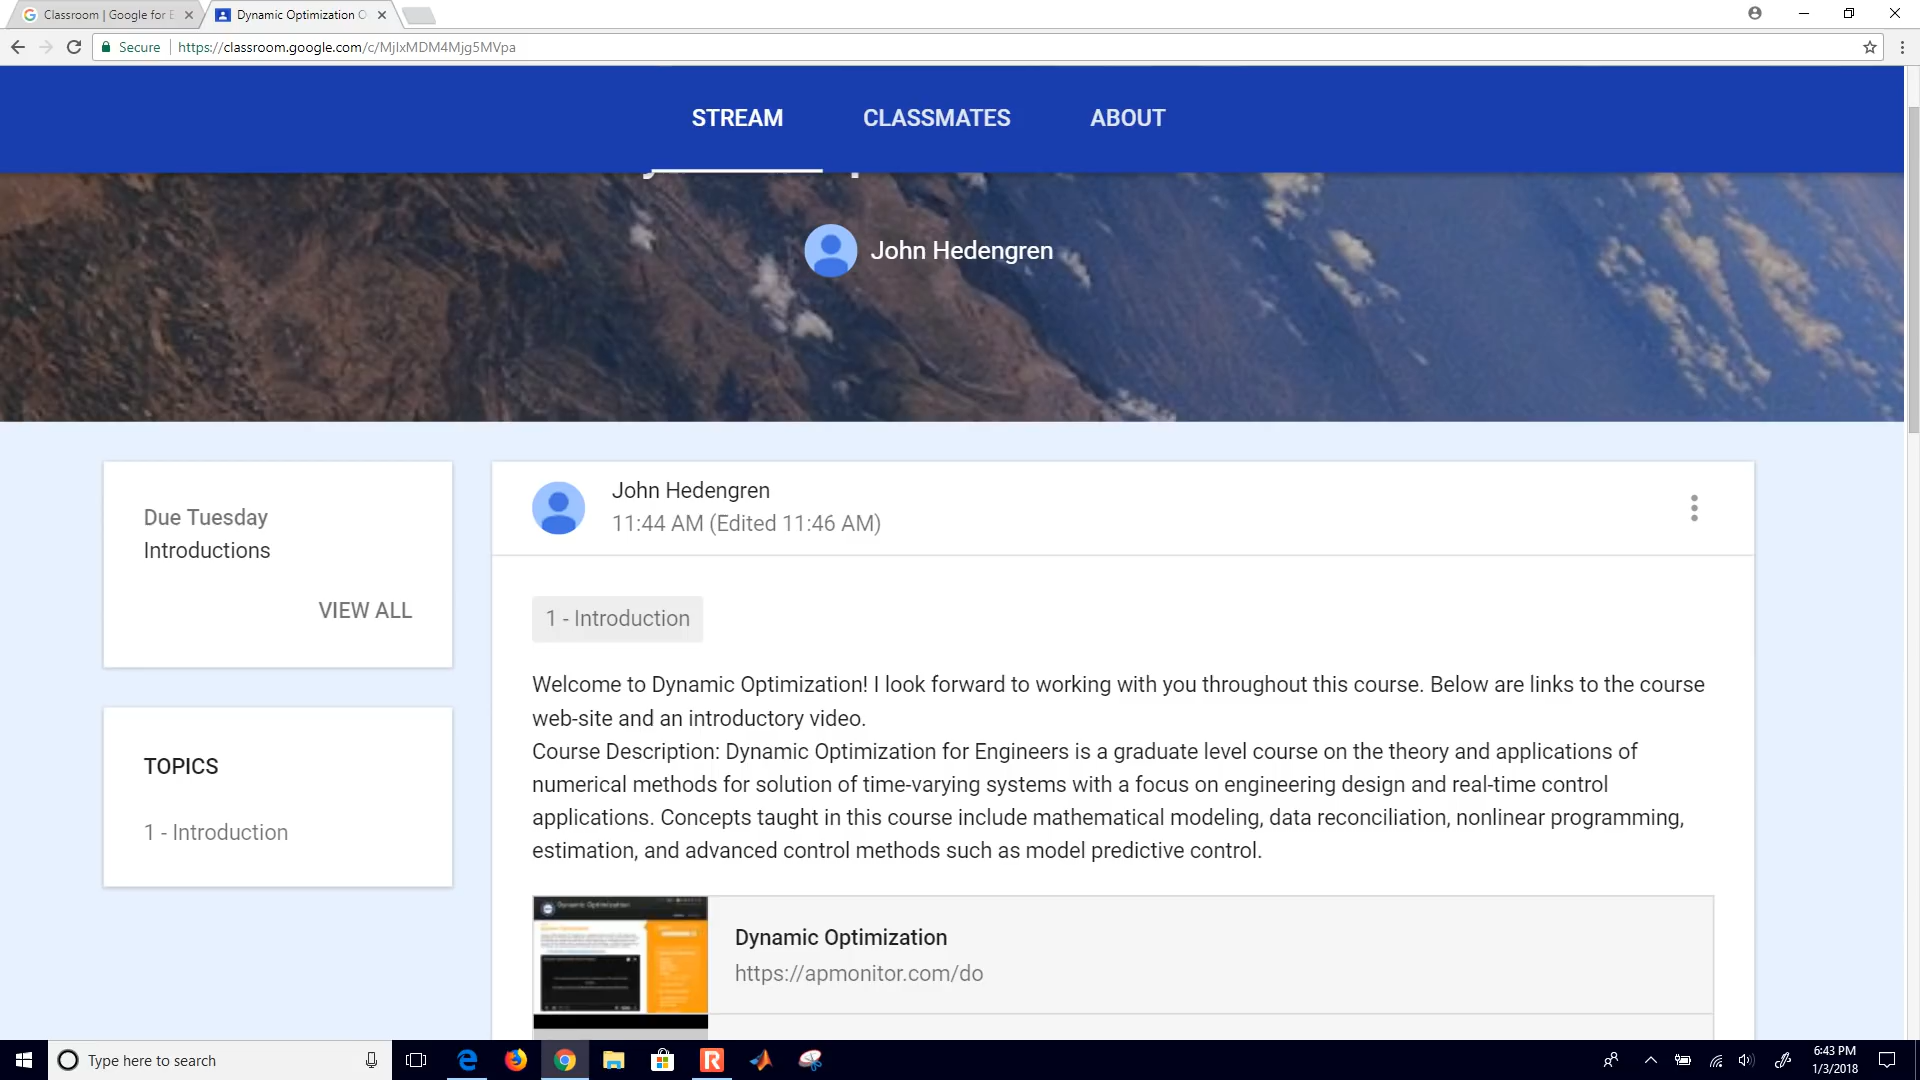 Classroom | Google for E
Dynamic Optimization O
Secure
https://classroom.google.com/c/MjIxMDM4Mjg5MVpa
STREAM
CLASSMATES
ABOUT
John Hedengren
Due Tuesday
Introductions
VIEW ALL
TOPICS
1 - Introduction
John Hedengren
11:44 AM (Edited 11:46 AM)
1 - Introduction
Welcome to Dynamic Optimization! I look forward to working with you throughout this course. Below are links to the course
web-site and an introductory video.
Course Description: Dynamic Optimization for Engineers is a graduate level course on the theory and applications of
numerical methods for solution of time-varying systems with a focus on engineering design and real-time control
applications. Concepts taught in this course include mathematical modeling, data reconciliation, nonlinear programming,
estimation, and advanced control methods such as model predictive control.
Dynamic Optimization
Dynamic Optimization
https://apmonitor.com/do
Type here to search
6:43 PM
1/3/2018